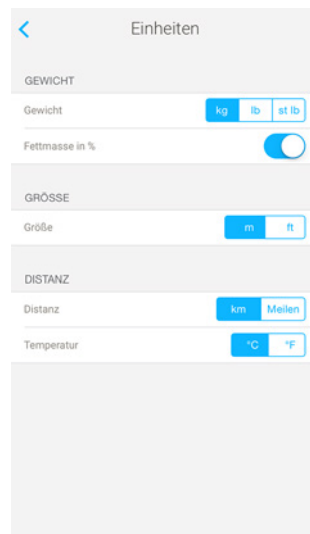 Einheiten
GEWICHT
Gewicht kg lb st lb
Fettmasse in %
GRÖSSE
Größe m ft
DISTANZ
Distanz km Meilen
Temperatur °C °F